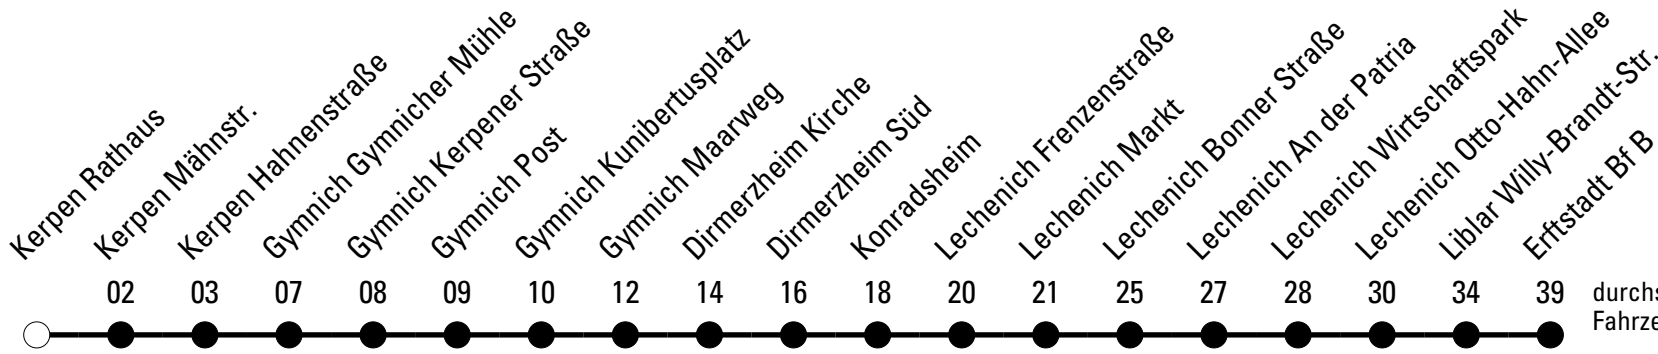 Kerpen Rathaus
Kerpen Mähnstr.
Kerpen Hahnenstraße
Gymnich Gymnicher Mühle
Gymnich Kerpener Straße
Gymnich Post
Gymnich Kunibertusplatz
Gymnich Maarweg
Dirmerzheim Kirche
Dirmerzheim Süd
Konradsheim
Lechenich Frenzenstraße
Lechenich Markt
Lechenich Bonner Straße
Lechenich An der Patria
Lechenich Wirtschaftspark
Lechenich Otto-Hahn-Allee
Liblar Willy-Brandt-Str.
Erftstadt Bf B
02 03 07 08 09 10 12 14 16 18 20 21 25 27 28 30 34 39